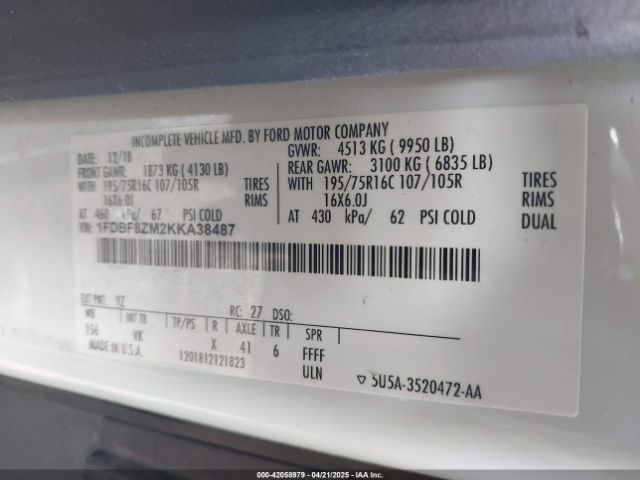 INCOMPLETE VEHICLE MFD. BY FORD MOTOR COMPANY
DATE: 12/18 GVWR: 4513 KG ( 9950 LB)
FRONT GAWR: 1873 KG ( 4130 LB) REAR GAWR: 3100 KG ( 6835 LB)
WITH 195/75R16C 107/105R TIRES WITH 195/75R16C 107/105R TIRES
16X6.0J RIMS 16X6.0J RIMS
AT 460 kPa/ 67 PSI COLD AT 430 kPa/ 62 PSI COLD DUAL
VIN: 1FDBF8ZM2KKA38487
EXT PNT: YZ RC: 27 DSO:
WB INT TR TP/PS R AXLE TR SPR
156 VK X 41 6 FFFF
MADE IN U.S.A. 1201812121823 ULN
▽ 5U5A-3520472-AA
000-42058979 - 04/21/2025 - IAAI.COM